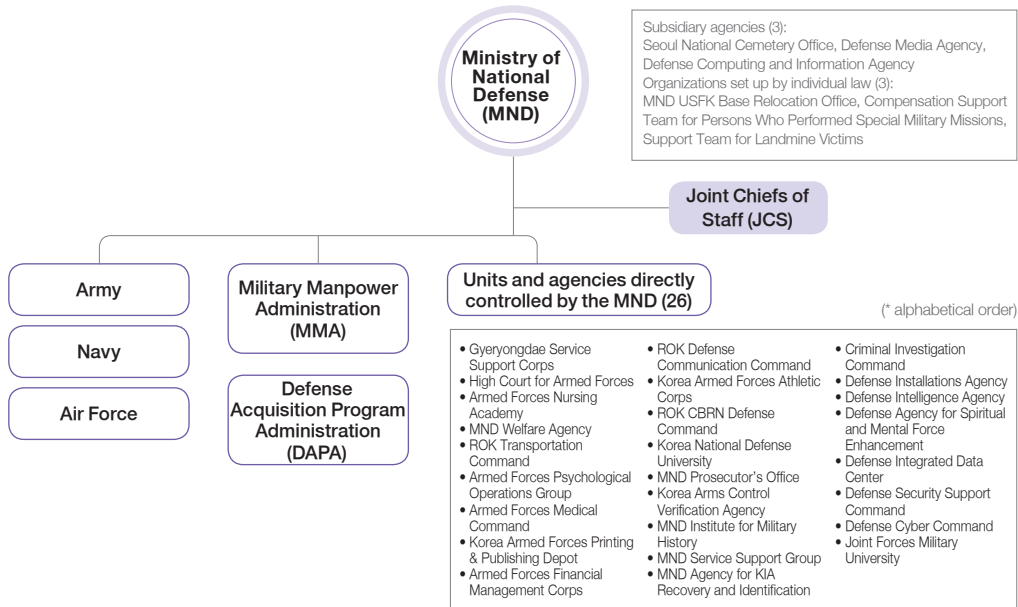 Ministry of
National
Defense
(MND)
Subsidiary agencies (3):
Seoul National Cemetery Office, Defense Media Agency,
Defense Computing and Information Agency
Organizations set up by individual law (3):
MND USFK Base Relocation Office, Compensation Support
Team for Persons Who Performed Special Military Missions,
Support Team for Landmine Victims
Joint Chiefs of
Staff (JCS)
Army
Navy
Air Force
Military Manpower
Administration
(MMA)
Defense
Acquisition Program
Administration
(DAPA)
Units and agencies directly
controlled by the MND (26)
(* alphabetical order)
• Gyeryongdae Service
Support Corps
• High Court for Armed Forces
• Armed Forces Nursing
Academy
• MND Welfare Agency
• ROK Transportation
Command
• Armed Forces Psychological
Operations Group
• Armed Forces Medical
Command
• Korea Armed Forces Printing
& Publishing Depot
• Armed Forces Financial
Management Corps
• ROK Defense
Communication Command
• Korea Armed Forces Athletic
Corps
• ROK CBRN Defense
Command
• Korea National Defense
University
• MND Prosecutor's Office
• Korea Arms Control
Verification Agency
• MND Institute for Military
History
• MND Service Support Group
• MND Agency for KIA
Recovery and Identification
• Criminal Investigation
Command
• Defense Installations Agency
• Defense Intelligence Agency
• Defense Agency for Spiritual
and Mental Force
Enhancement
• Defense Integrated Data
Center
• Defense Security Support
Command
• Defense Cyber Command
• Joint Forces Military
University